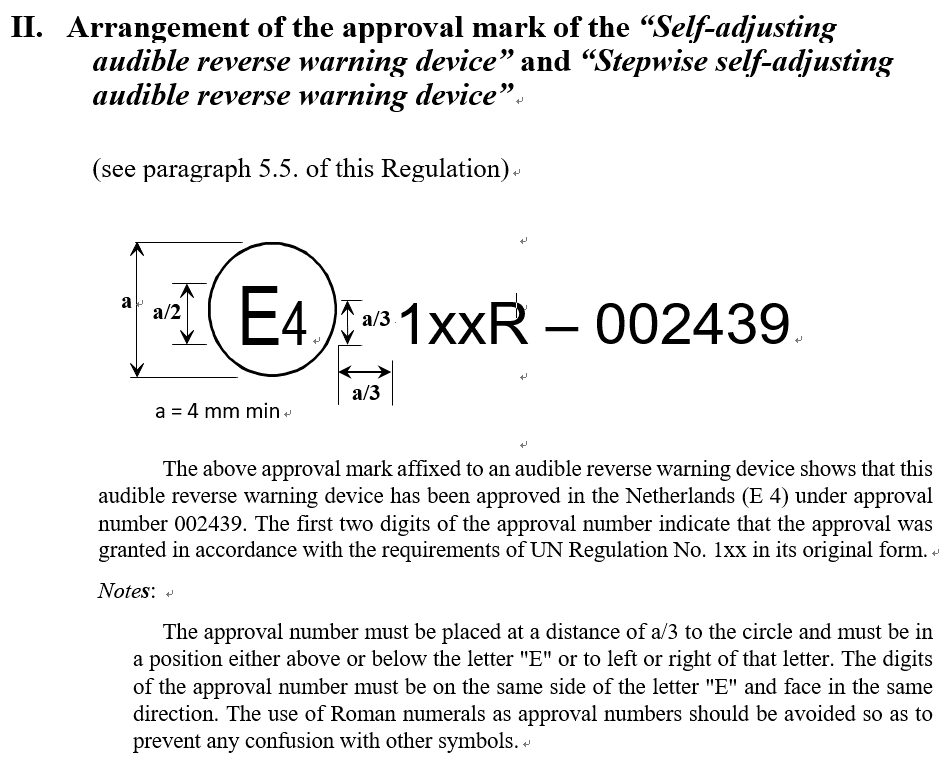 II. Arrangement of the approval mark of the “Self-adjusting
audible reverse warning device” and “Stepwise self-adjusting
audible reverse warning device”
(see paragraph 5.5. of this Regulation)
a
a/2
E4
a/3
1xxR – 002439
a/3
a = 4 mm min
The above approval mark affixed to an audible reverse warning device shows that this
audible reverse warning device has been approved in the Netherlands (E 4) under approval
number 002439. The first two digits of the approval number indicate that the approval was
granted in accordance with the requirements of UN Regulation No. 1xx in its original form.
Notes:
The approval number must be placed at a distance of a/3 to the circle and must be in
a position either above or below the letter "E" or to left or right of that letter. The digits
of the approval number must be on the same side of the letter "E" and face in the same
direction. The use of Roman numerals as approval numbers should be avoided so as to
prevent any confusion with other symbols.